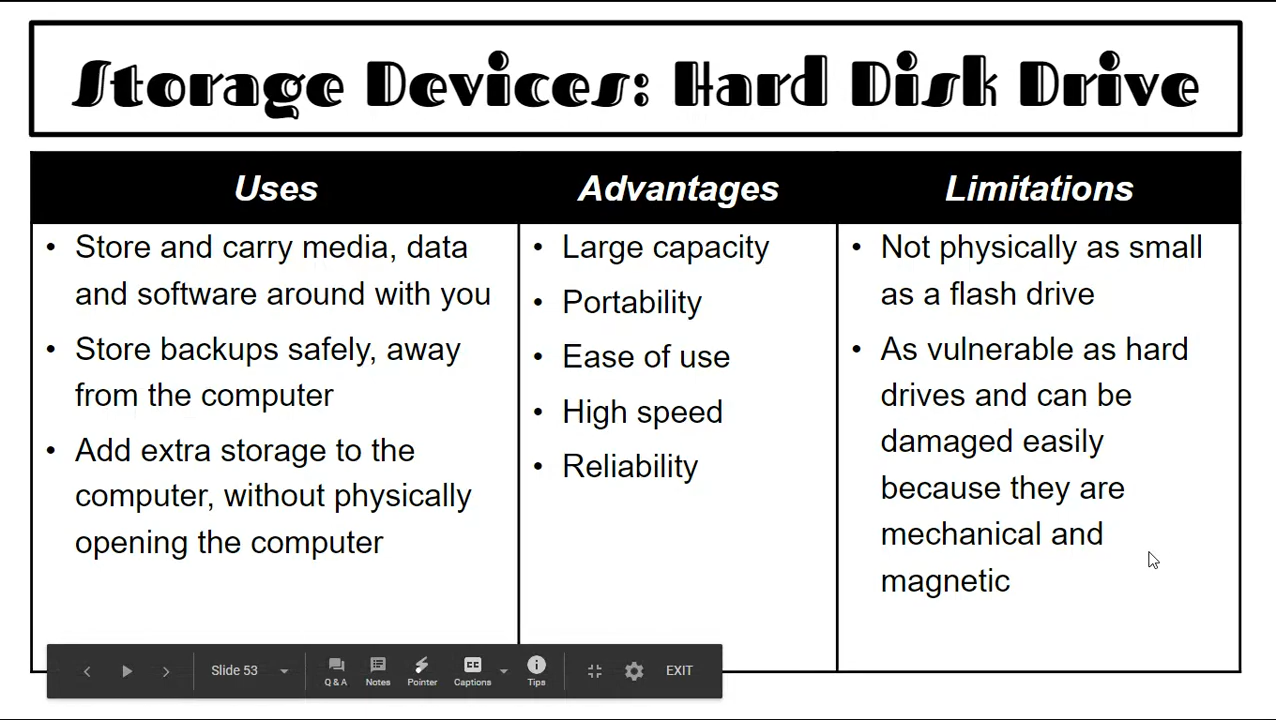 Storage Devices: Hard Disk Drive
Uses
Advantages
Limitations
• Store and carry media, data
and software around with you
• Store backups safely, away
from the computer
• Add extra storage to the
computer, without physically
opening the computer
• Large capacity
• Portability
• Ease of use
• High speed
• Reliability
• Not physically as small
as a flash drive
• As vulnerable as hard
drives and can be
damaged easily
because they are
mechanical and
magnetic
Slide 53
Q & A
Notes
Pointer
CC
Captions
Tips
EXIT